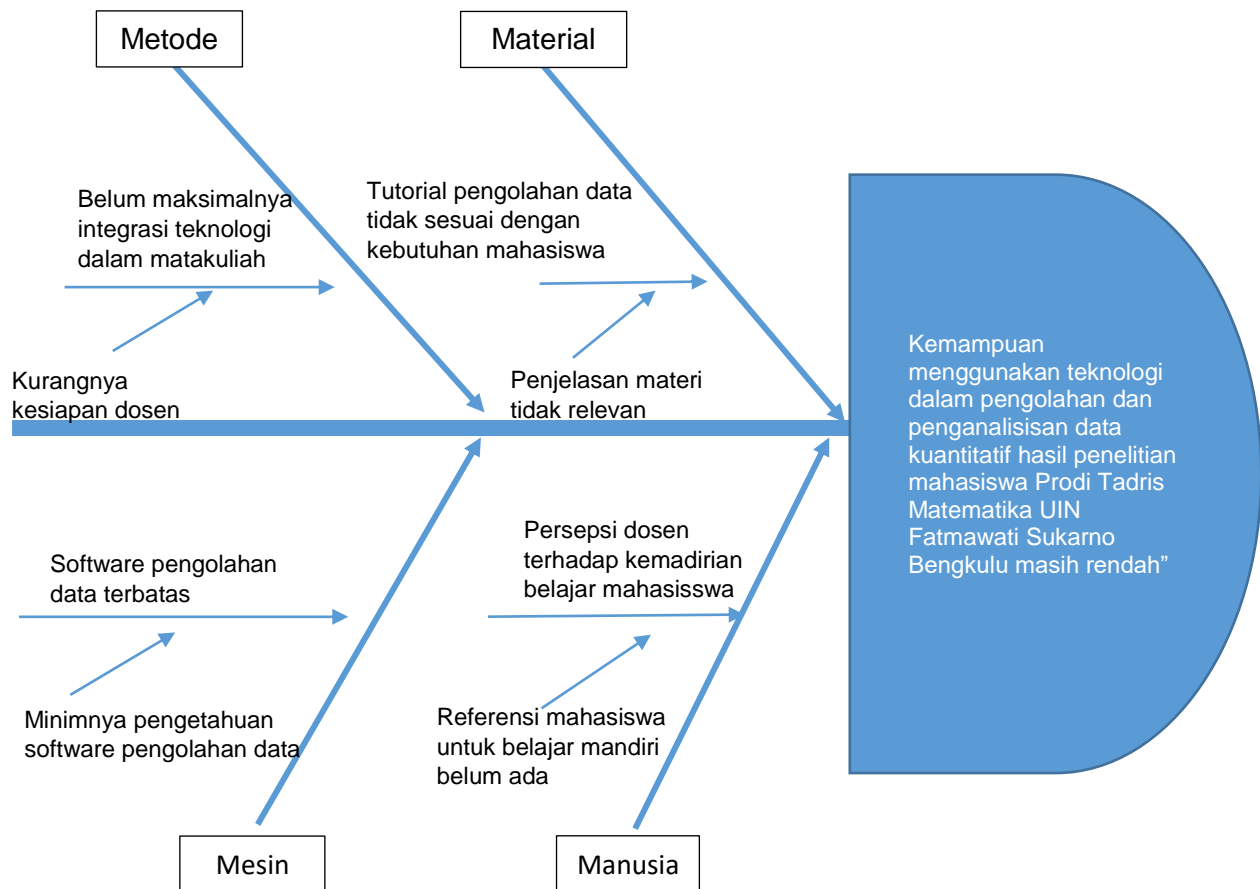 Metode
Material
Belum maksimalnya
integrasi teknologi
dalam matakuliah
Tutorial pengolahan data
tidak sesuai dengan
kebutuhan mahasiswa
Kurangnya
kesiapan dosen
Penjelasan materi
tidak relevan
Kemampuan
menggunakan teknologi
dalam pengolahan dan
penganalisisan data
kuantitatif hasil penelitian
mahasiswa Prodi Tadris
Matematika UIN
Fatmawati Sukarno
Bengkulu masih rendah”
Software pengolahan
data terbatas
Persepsi dosen
terhadap kemadirian
belajar mahasisswa
Minimnya pengetahuan
software pengolahan data
Referensi mahasiswa
untuk belajar mandiri
belum ada
Mesin
Manusia